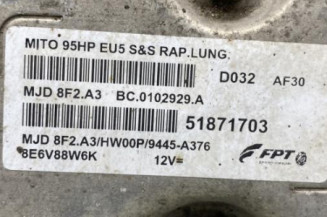 MITO 95HP EU5 S&S RAP.LUNG.
D032 AF30
MJD 8F2.A3 BC.0102929.A
51871703
MJD 8F2.A3/HW00P/9445-A376
8E6V88W6K 12V=
FPT